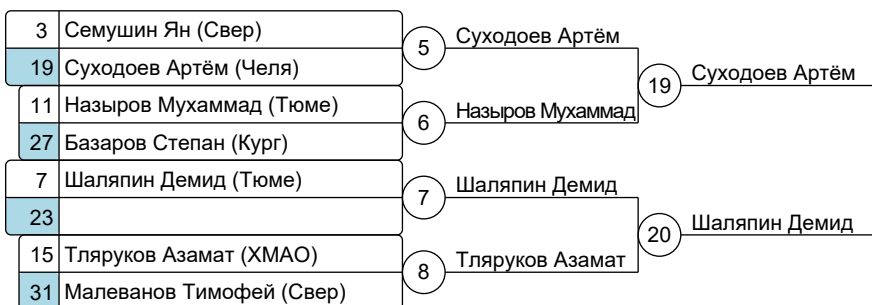 3 Семушин Ян (Свер)
19 Суходоев Артём (Челя)
5 Суходоев Артём
11 Назыров Мухаммад (Тюме)
27 Базаров Степан (Кург)
6 Назыров Мухаммад
19 Суходоев Артём
7 Шаляпин Демид (Тюме)
23
7 Шаляпин Демид
15 Тляруков Азамат (ХМАО)
31 Малеванов Тимофей (Свер)
8 Тляруков Азамат
20 Шаляпин Демид